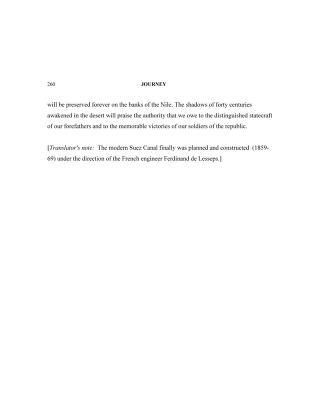 260 JOURNEY
will be preserved forever on the banks of the Nile. The shadows of forty centuries
awakened in the desert will praise the authority that we owe to the distinguished statecraft
of our forefathers and to the memorable victories of our soldiers of the republic.
[Translator's note: The modern Suez Canal finally was planned and constructed (1859-
69) under the direction of the French engineer Ferdinand de Lesseps.]